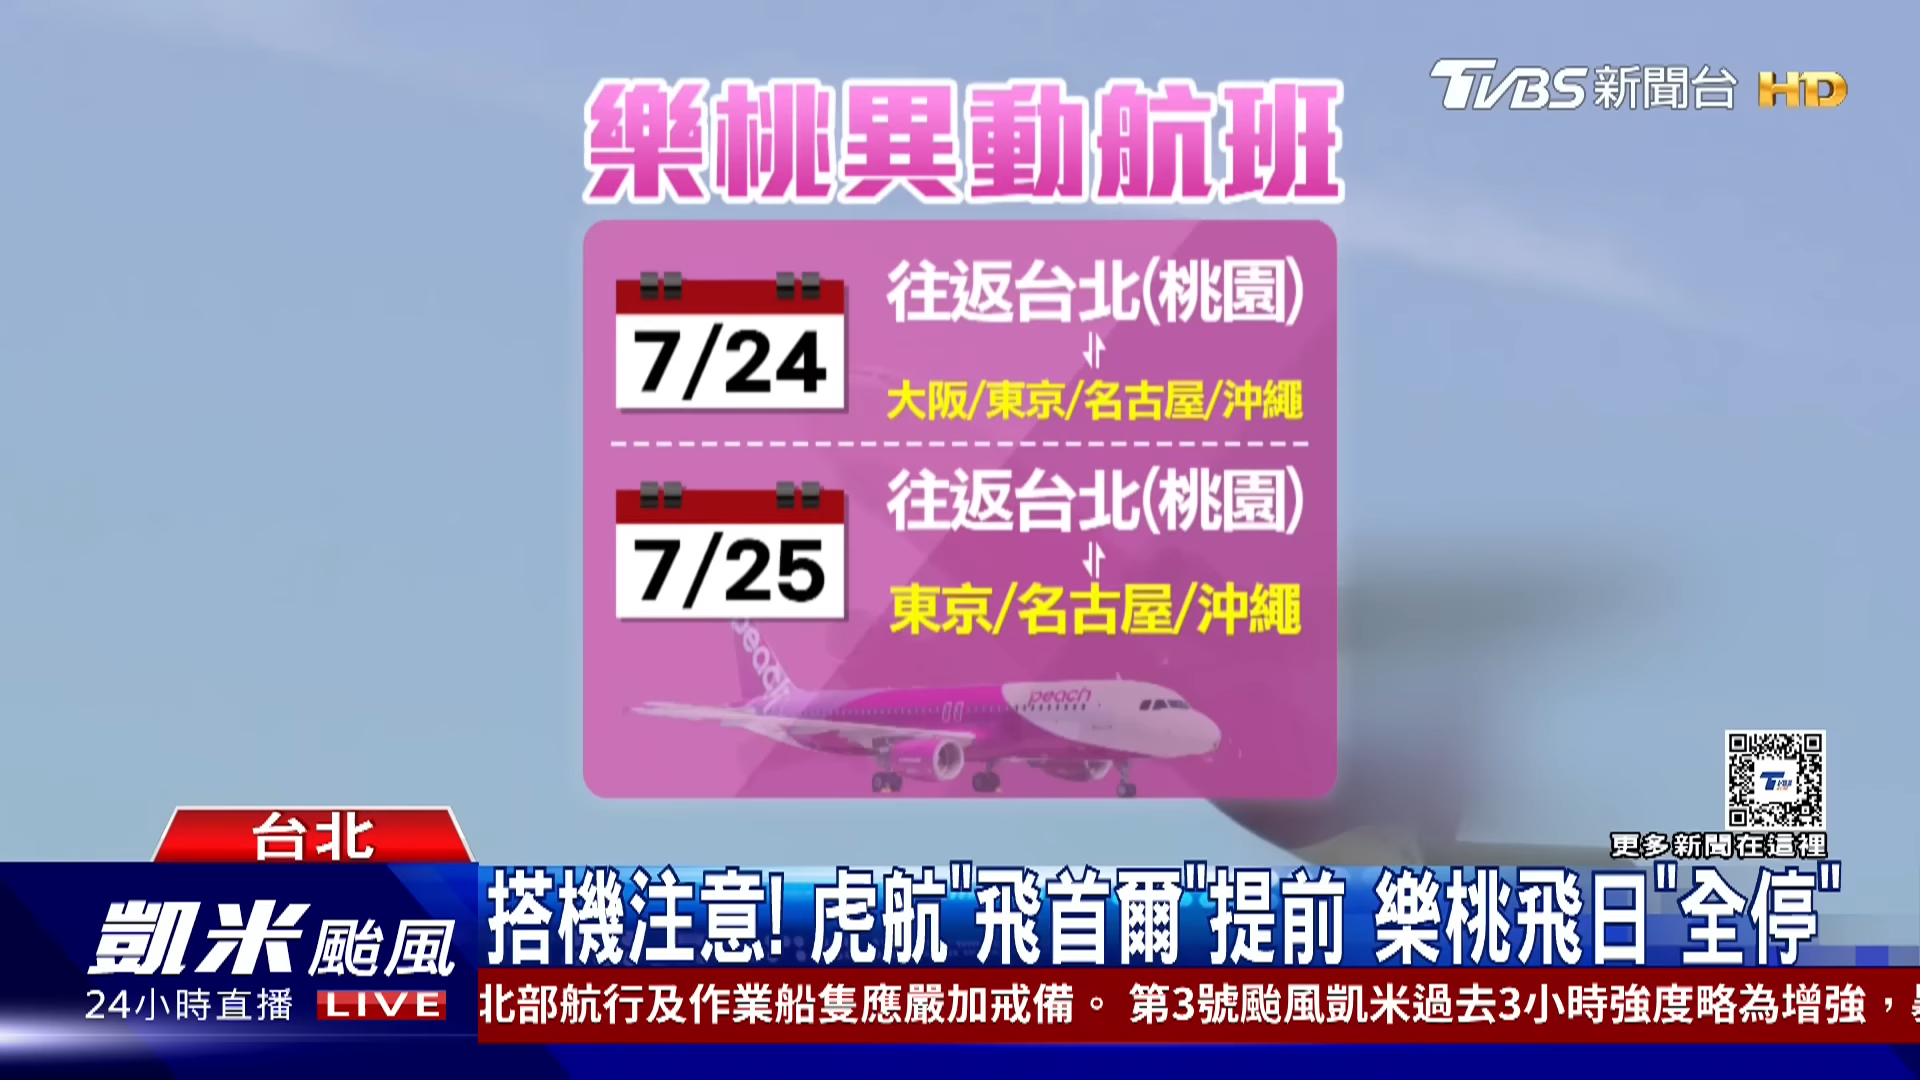 TVBS新聞台 HD
樂桃異動航班
7/24
往返台北(桃園)
⇌
大阪/東京/名古屋/沖繩
7/25
往返台北(桃園)
⇌
東京/名古屋/沖繩
peach
peach
更多新聞在這裡
台北
搭機注意! 虎航"飛首爾"提前 樂桃飛日"全停"
凱米颱風
24小時直播 LIVE
北部航行及作業船隻應嚴加戒備。 第3號颱風凱米過去3小時強度略為增強，